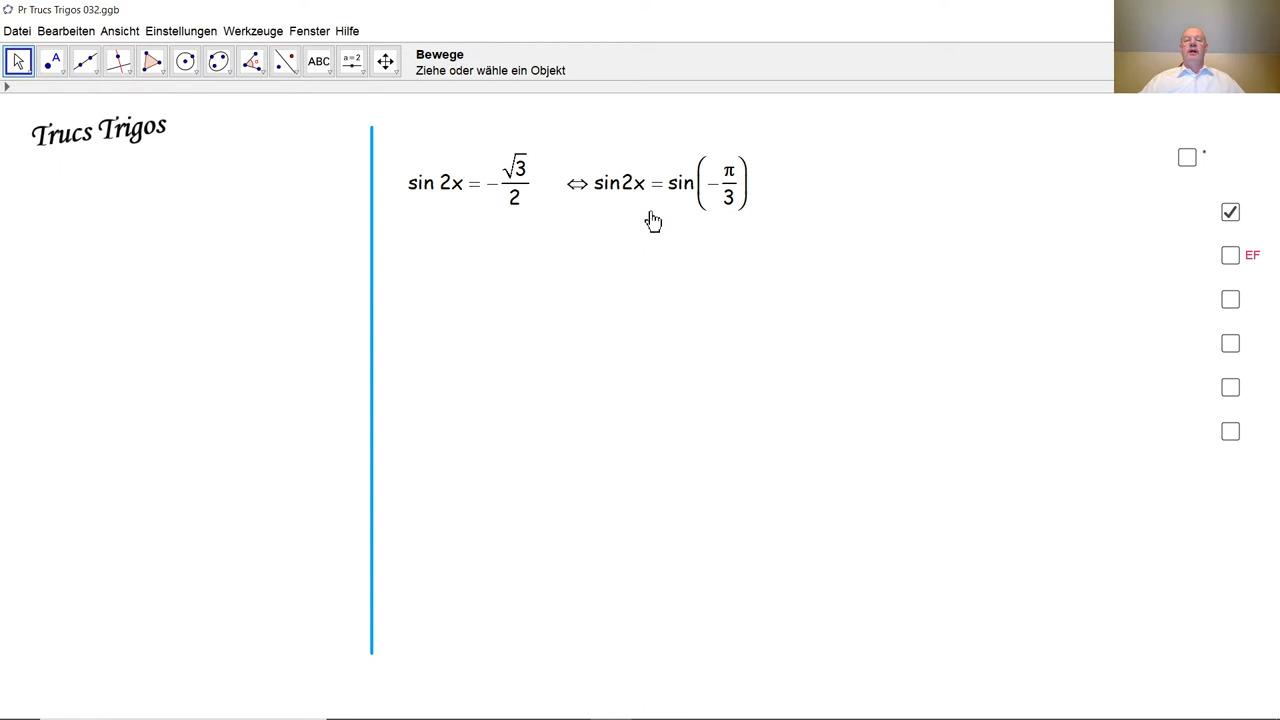 Pr Trucs Trigos 032.ggb
Datei Bearbeiten Ansicht Einstellungen Werkzeuge Fenster Hilfe
A ABC a=2 Bewege
Ziehe oder wähle ein Objekt
Trucs Trigos
sin 2x = −√3/2 ⇔ sin2x = sin(−π/3)
*
EF